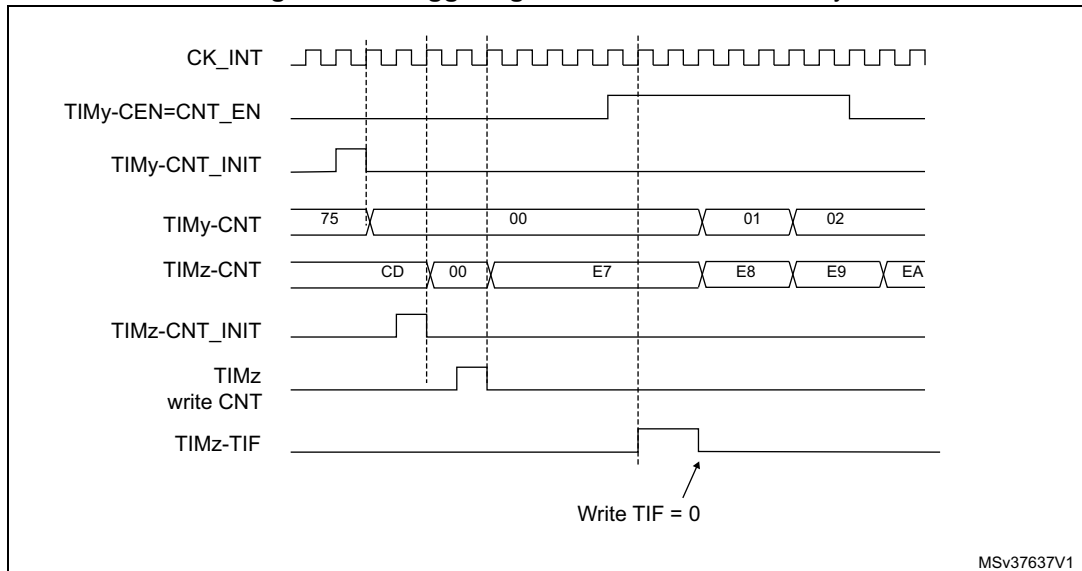 CK_INT
TIMy-CEN=CNT_EN
TIMy-CNT_INIT
TIMy-CNT
75 00 01 02
TIMz-CNT
CD 00 E7 E8 E9 EA
TIMz-CNT_INIT
TIMz
write CNT
TIMz-TIF
Write TIF = 0
MSv37637V1